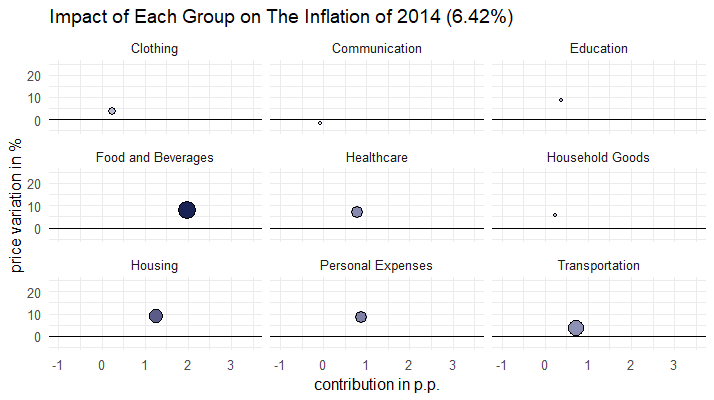 Impact of Each Group on The Inflation of 2014 (6.42%)
Clothing Communication Education
20
10
0
Food and Beverages Healthcare Household Goods
20
10
0
Housing Personal Expenses Transportation
20
10
0
-1 0 1 2 3 -1 0 1 2 3 -1 0 1 2 3
contribution in p.p.
price variation in %